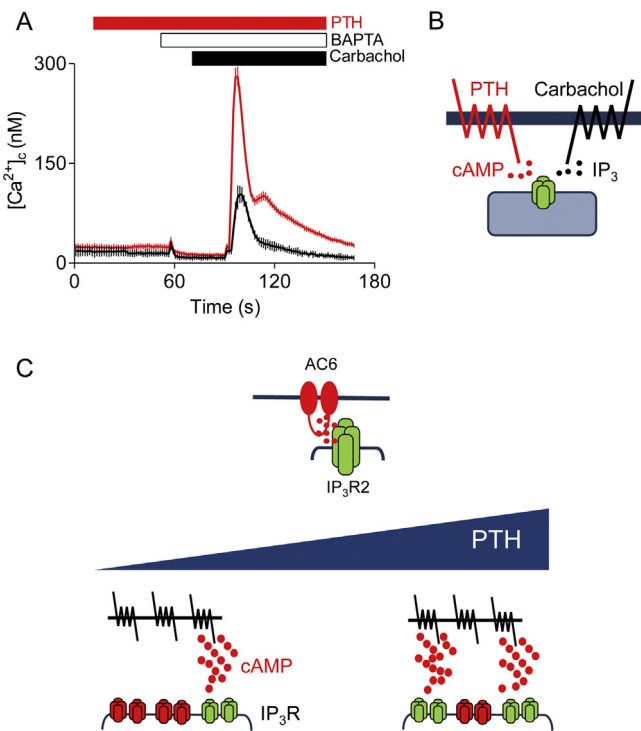 A
PTH
BAPTA
Carbachol
300
150
0
[Ca²⁺]c (nM)
0 60 120 180
Time (s)
B
PTH Carbachol
cAMP IP₃
C
AC6
IP₃R2
PTH
cAMP
IP₃R